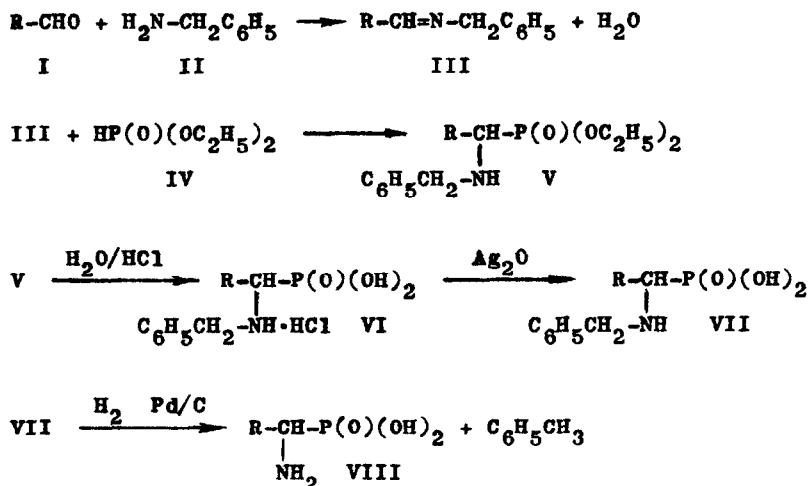 R-CHO + H2N-CH2C6H5 → R-CH=N-CH2C6H5 + H2O
I II III
III + HP(O)(OC2H5)2 → R-CH-P(O)(OC2H5)2
IV C6H5CH2-NH V
H2O/HCl Ag2O
V → R-CH-P(O)(OH)2 → R-CH-P(O)(OH)2
C6H5CH2-NH·HCl VI C6H5CH2-NH VII
H2 Pd/C
VII → R-CH-P(O)(OH)2 + C6H5CH3
NH2 VIII